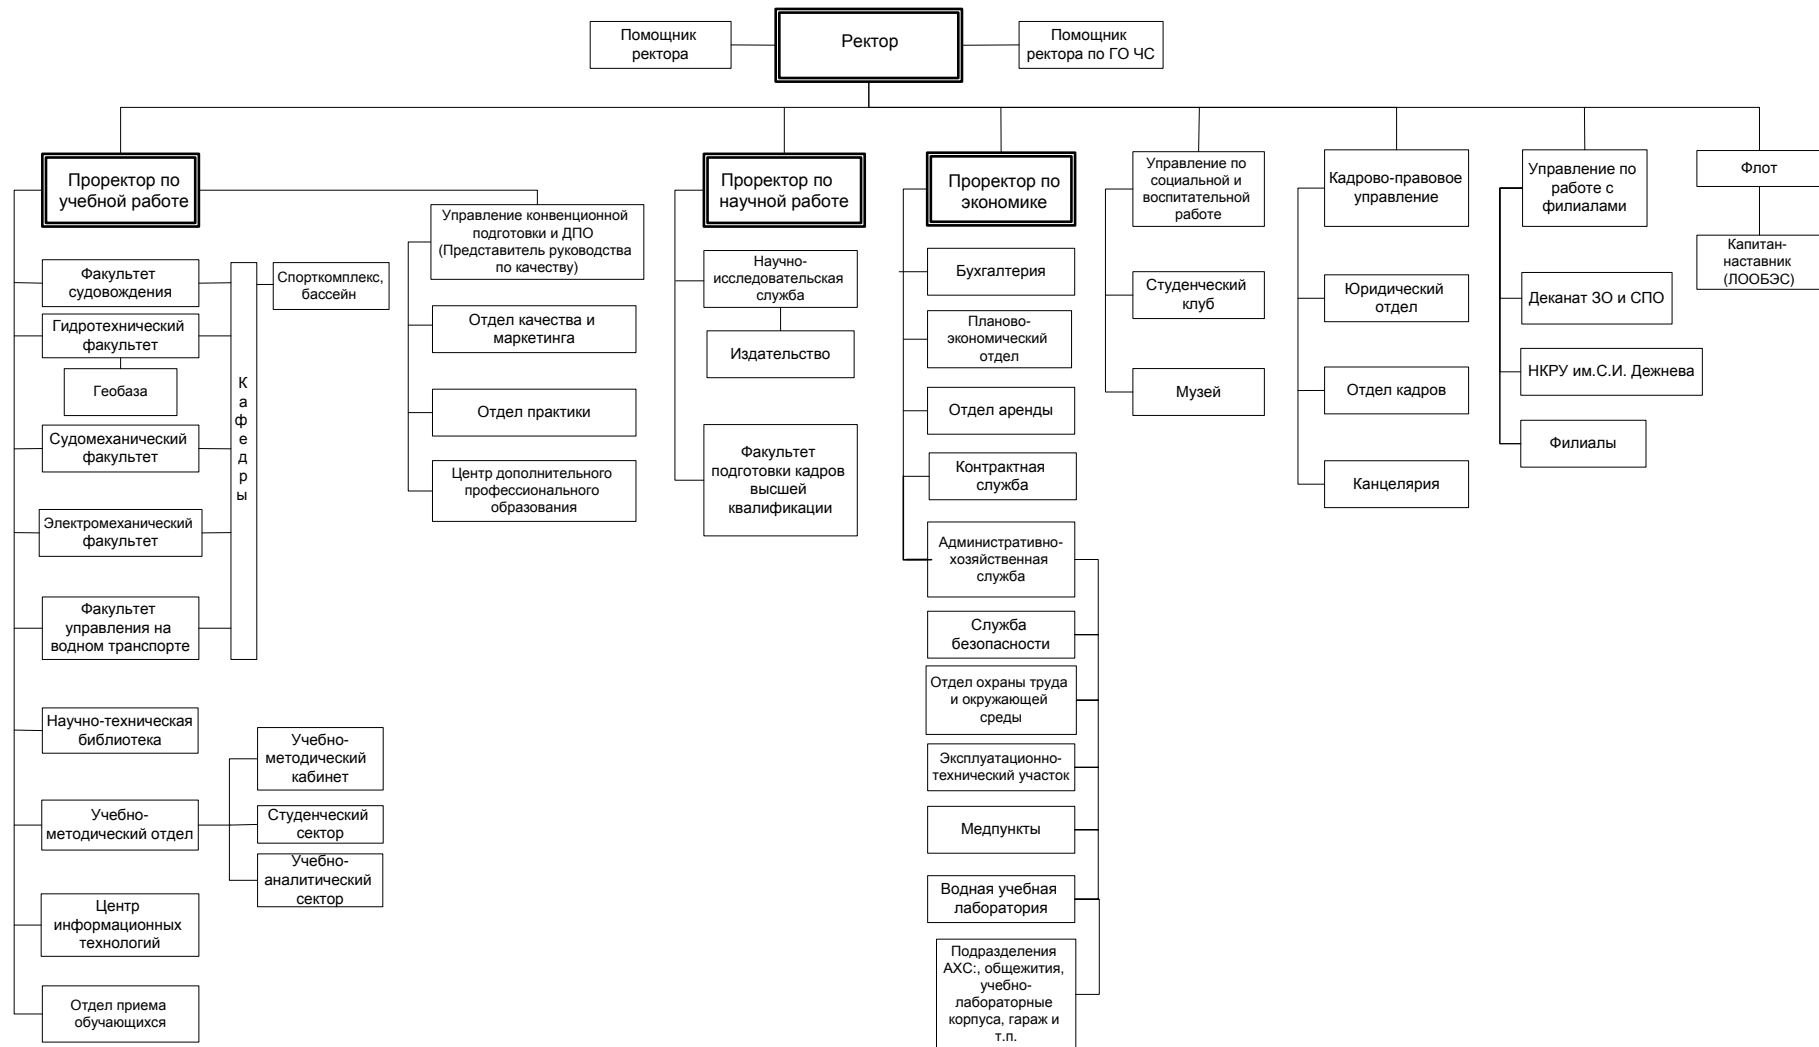 Помощник
ректора
Ректор
Помощник
ректора по ГО ЧС
Проректор по
учебной работе
Управление конвенционной
подготовки и ДПО
(Представитель руководства
по качеству)
Факультет
судовождения
Гидротехнический
факультет
Геобаза
Судомеханический
факультет
Электромеханический
факультет
Факультет
управления на
водном транспорте
К
а
ф
е
д
р
ы
Спорткомплекс,
бассейн
Отдел качества и
маркетинга
Отдел практики
Центр дополнительного
профессионального
образования
Научно-техническая
библиотека
Учебно-
методический отдел
Учебно-
методический
кабинет
Студенческий
сектор
Учебно-
аналитический
сектор
Центр
информационных
технологий
Отдел приема
обучающихся
Проректор по
научной работе
Научно-
исследовательская
служба
Издательство
Факультет
подготовки кадров
высшей
квалификации
Проректор по
экономике
Бухгалтерия
Планово-
экономический
отдел
Отдел аренды
Контрактная
служба
Административно-
хозяйственная
служба
Служба
безопасности
Отдел охраны труда
и окружающей
среды
Эксплуатационно-
технический участок
Медпункты
Водная учебная
лаборатория
Подразделения
АХС:, общежития,
учебно-
лабораторные
корпуса, гараж и
т.п.
Управление по
социальной и
воспитательной
работе
Студенческий
клуб
Музей
Кадрово-правовое
управление
Юридический
отдел
Отдел кадров
Канцелярия
Управление по
работе с
филиалами
Деканат ЗО и СПО
НКРУ им.С.И. Дежнева
Филиалы
Флот
Капитан-
наставник
(ЛООБЭС)